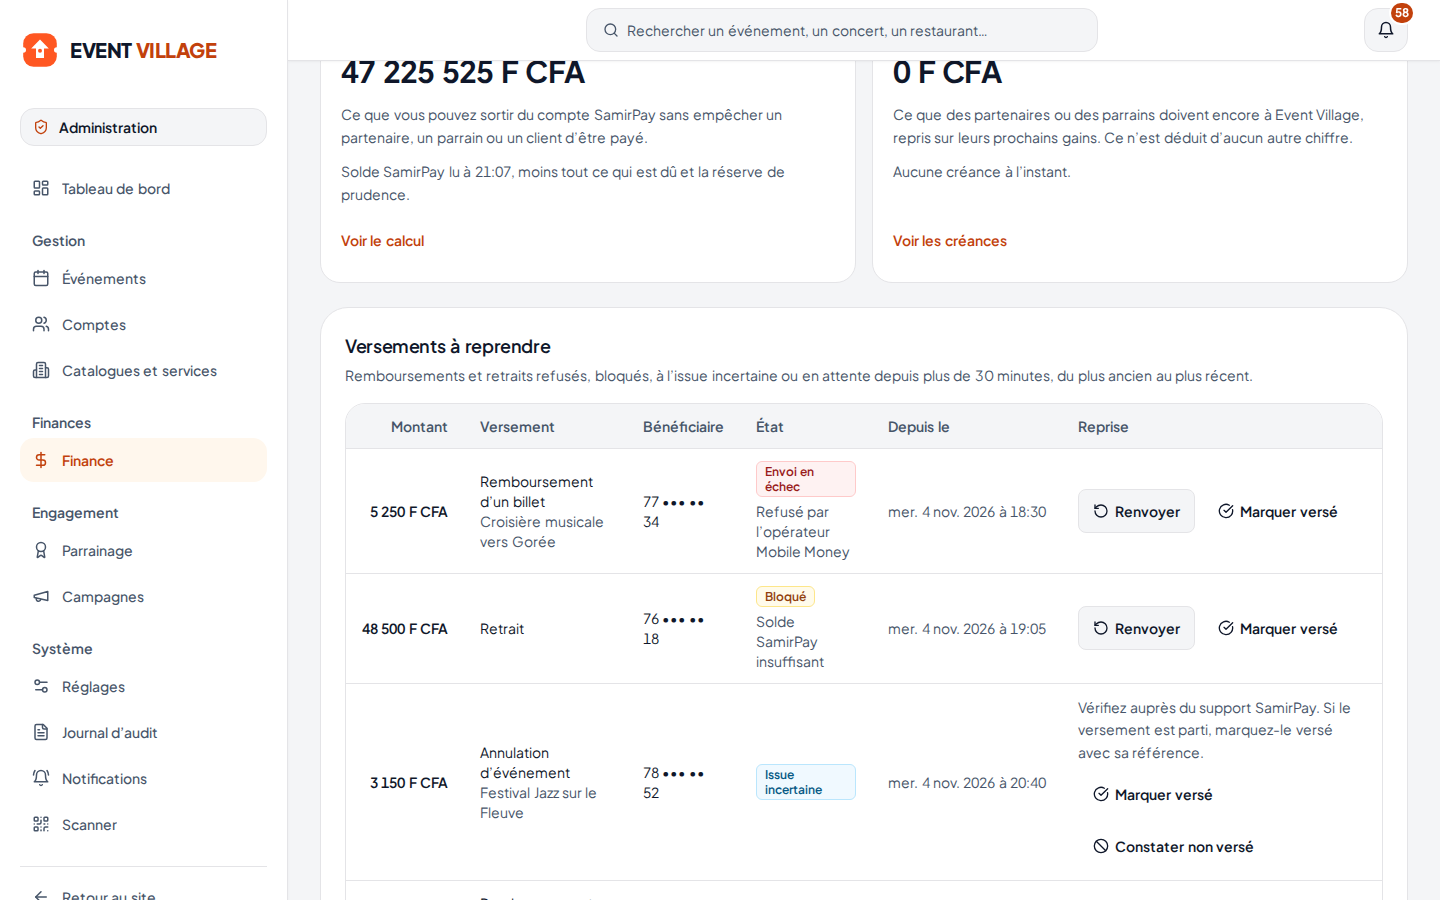 EVENT VILLAGE
Rechercher un événement, un concert, un restaurant…
58
Administration
Tableau de bord
Gestion
Événements
Comptes
Catalogues et services
Finances
Finance
Engagement
Parrainage
Campagnes
Système
Réglages
Journal d’audit
Notifications
Scanner
Retour au site
47 225 525 F CFA
Ce que vous pouvez sortir du compte SamirPay sans empêcher un
partenaire, un parrain ou un client d’être payé.
Solde SamirPay lu à 21:07, moins tout ce qui est dû et la réserve de
prudence.
Voir le calcul
0 F CFA
Ce que des partenaires ou des parrains doivent encore à Event Village,
repris sur leurs prochains gains. Ce n’est déduit d’aucun autre chiffre.
Aucune créance à l’instant.
Voir les créances
Versements à reprendre
Remboursements et retraits refusés, bloqués, à l’issue incertaine ou en attente depuis plus de 30 minutes, du plus ancien au plus récent.
Montant Versement Bénéficiaire État Depuis le Reprise
5 250 F CFA
Remboursement
d’un billet
Croisière musicale
vers Gorée
77 ••• ••
34
Envoi en
échec
Refusé par
l’opérateur
Mobile Money
mer. 4 nov. 2026 à 18:30
Renvoyer
Marquer versé
48 500 F CFA
Retrait
76 ••• ••
18
Bloqué
Solde
SamirPay
insuffisant
mer. 4 nov. 2026 à 19:05
Renvoyer
Marquer versé
3 150 F CFA
Annulation
d’événement
Festival Jazz sur le
Fleuve
78 ••• ••
52
Issue
incertaine
mer. 4 nov. 2026 à 20:40
Vérifiez auprès du support SamirPay. Si le
versement est parti, marquez-le versé
avec sa référence.
Marquer versé
Constater non versé